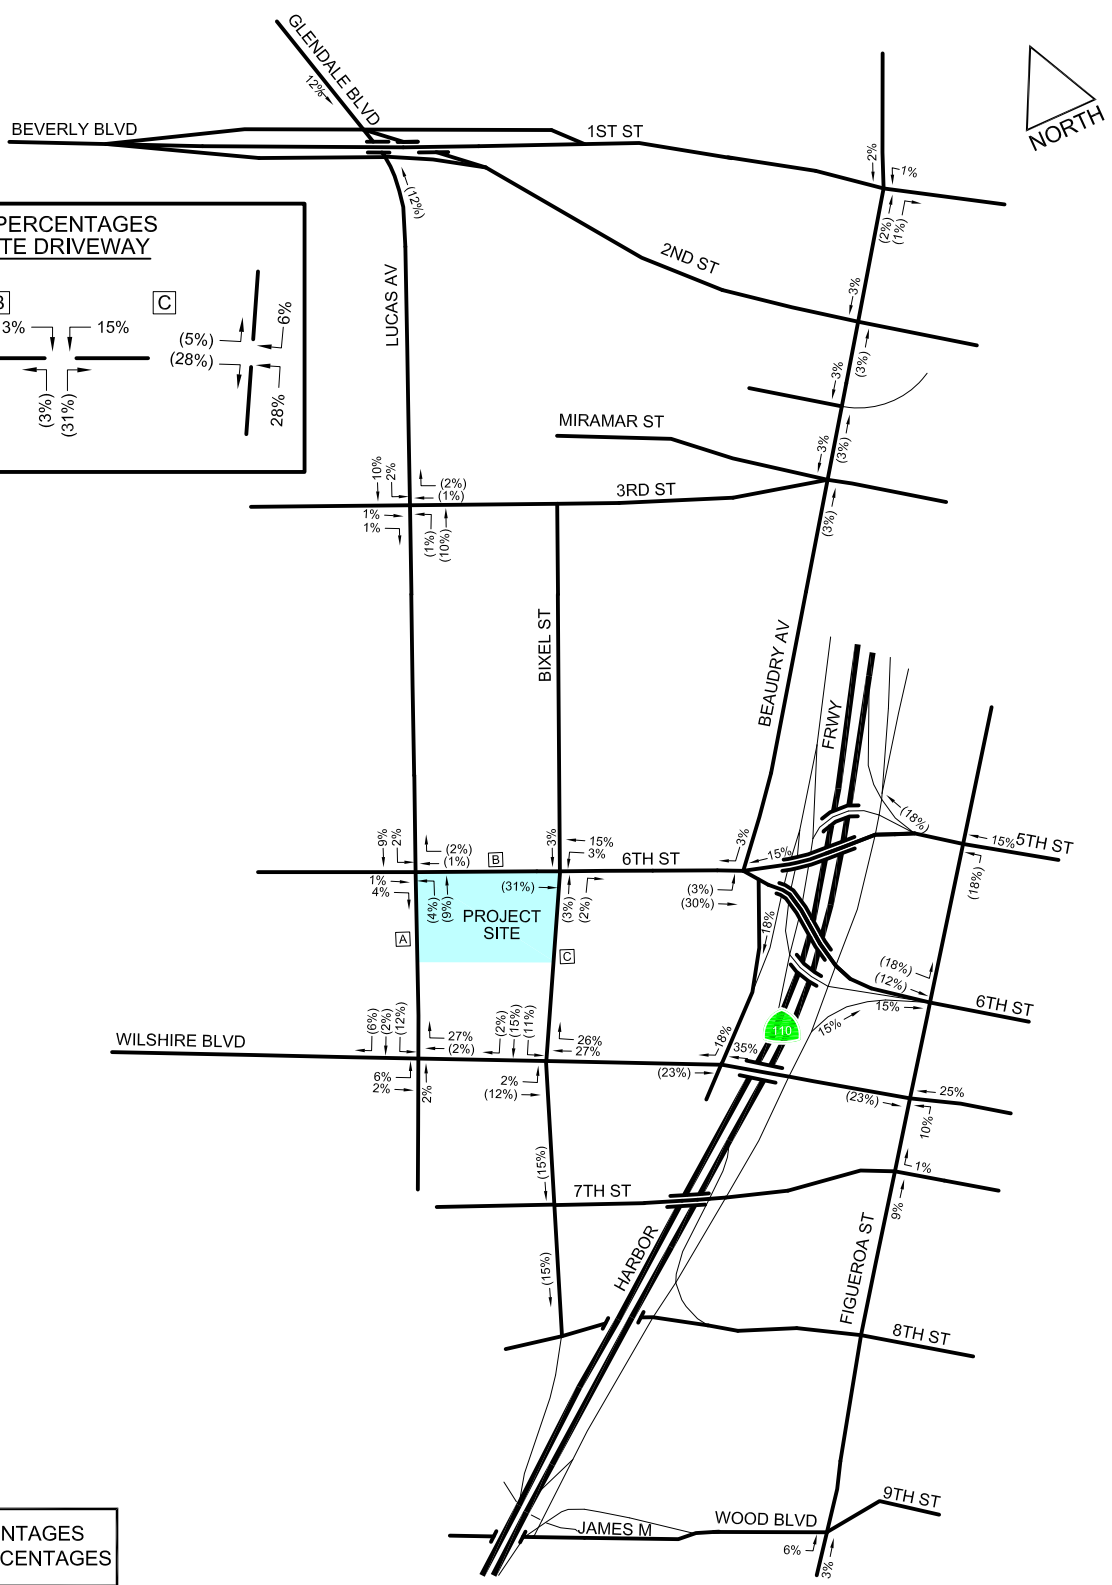 GLENDALE BLVD
12%
BEVERLY BLVD
1ST ST
NORTH
2%
1%
(2%)
(1%)
(12%)
PERCENTAGES
TE DRIVEWAY
C
3%
15%
(5%)
(28%)
6%
28%
(3%)
(31%)
LUCAS AV
2ND ST
3%
(3%)
3%
(3%)
MIRAMAR ST
3%
(3%)
10%
2%
(2%)
(1%)
3RD ST
1%
1%
(1%)
(10%)
BIXEL ST
BEAUDRY AV
FRWY
(18%)
9%
2%
(2%)
(1%)
B
3%
15%
3%
6TH ST
3%
15%
15%
5TH ST
(18%)
1%
4%
(4%)
(9%)
(31%)
(3%)
(2%)
(3%)
(30%)
PROJECT
SITE
A
C
18%
(18%)
(12%)
15%
6TH ST
15%
110
WILSHIRE BLVD
(6%)
(2%)
(12%)
27%
(2%)
(2%)
(15%)
(11%)
26%
27%
18%
35%
6%
2%
2%
2%
(12%)
(23%)
(23%)
25%
10%
(15%)
7TH ST
1%
9%
(15%)
HARBOR
FIGUEROA ST
8TH ST
9TH ST
JAMES M
WOOD BLVD
6%
3%
NTAGES
CENTAGES